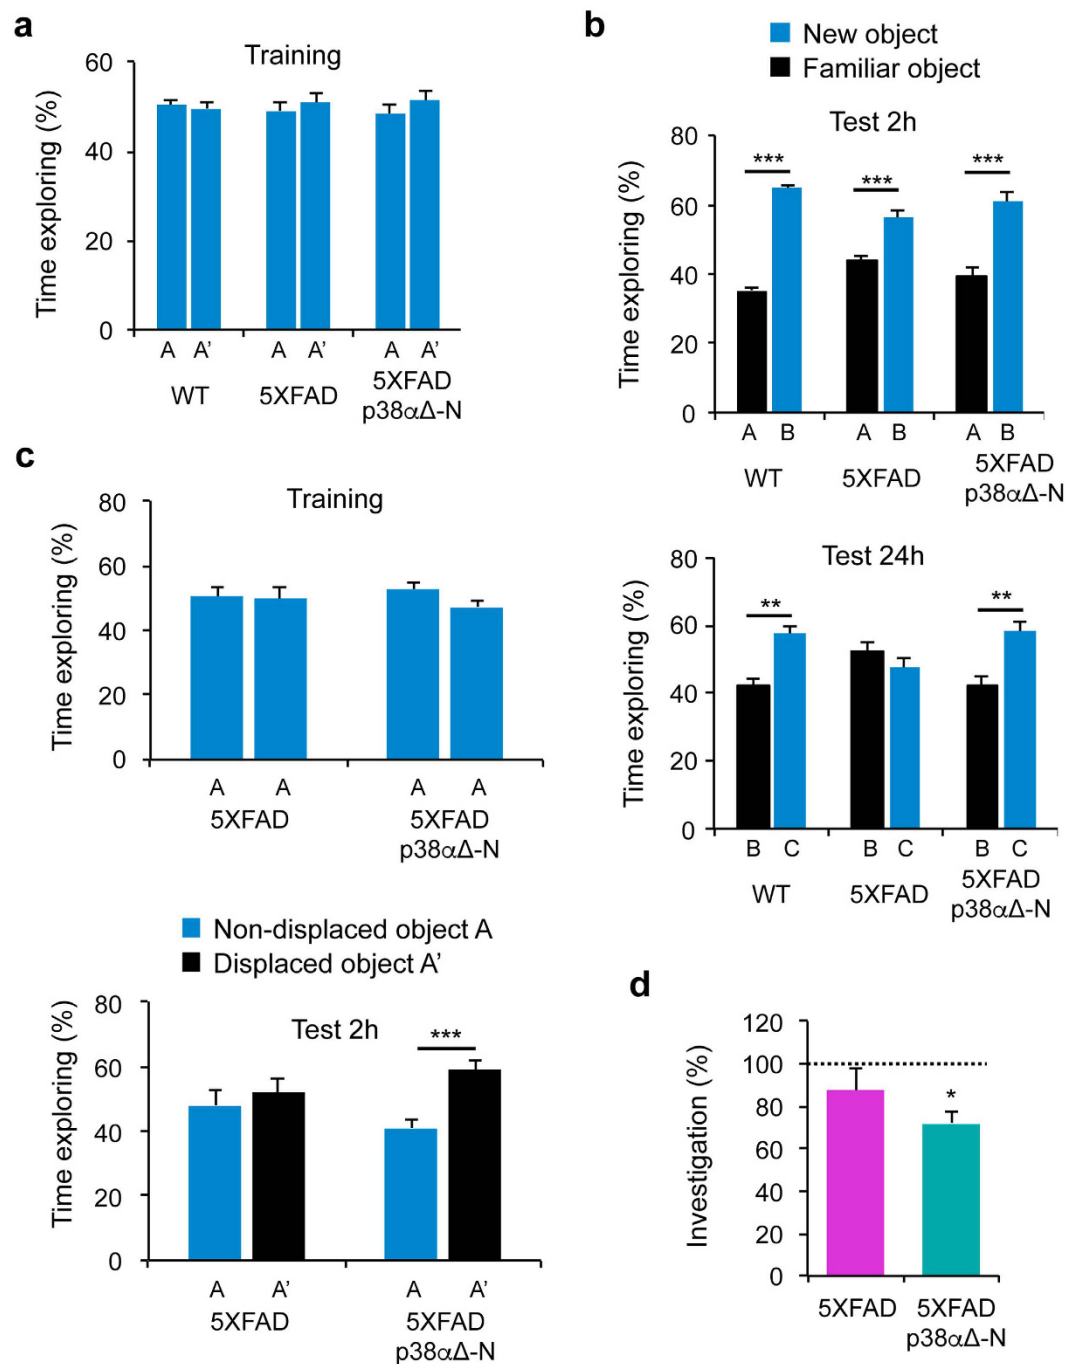 a
Training
Time exploring (%)
60
40
20
0
A A’ A A’ A A’
WT 5XFAD 5XFAD
p38αΔ-N
b
New object
Familiar object
Test 2h
Time exploring (%)
80
60
40
20
0
*** *** ***
A B A B A B
WT 5XFAD 5XFAD
p38αΔ-N
Test 24h
Time exploring (%)
80
60
40
20
0
** **
B C B C B C
WT 5XFAD 5XFAD
p38αΔ-N
c
Training
Time exploring (%)
80
60
40
20
0
A A A A
5XFAD 5XFAD
p38αΔ-N
Non-displaced object A
Displaced object A’
Test 2h
Time exploring (%)
80
60
40
20
0
***
A A’ A A’
5XFAD 5XFAD
p38αΔ-N
d
Investigation (%)
120
100
80
60
40
20
0
*
5XFAD 5XFAD
p38αΔ-N